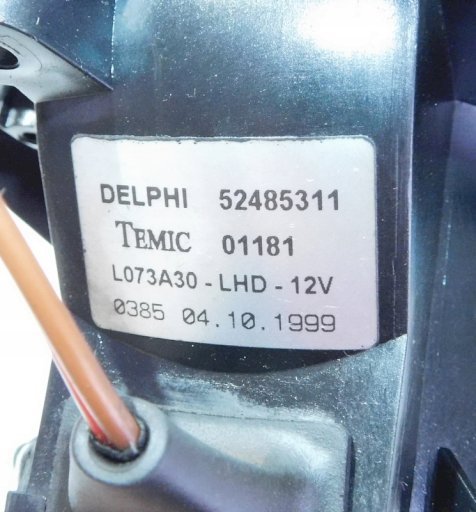 DELPHI 52485311
TEMIC 01181
L073A30 - LHD - 12V
0385 04.10.1999